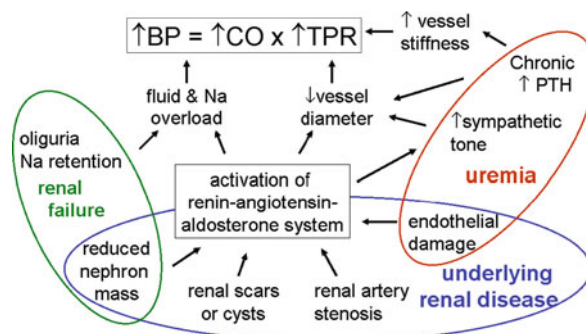 ↑BP = ↑CO x ↑TPR
↑ vessel
stiffness
Chronic
↑ PTH
fluid & Na
overload
↓vessel
diameter
↑sympathetic
tone
oliguria
Na retention
renal
failure
activation of
renin-angiotensin-
aldosterone system
uremia
endothelial
damage
reduced
nephron
mass
renal scars
or cysts
renal artery
stenosis
underlying
renal disease